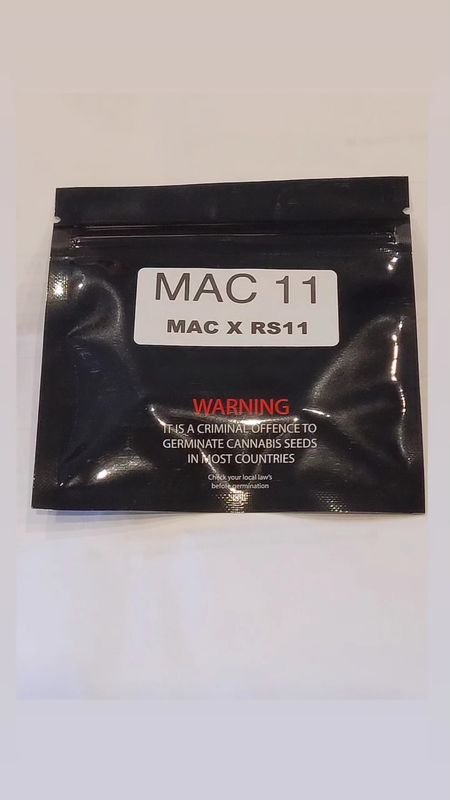 MAC 11
MAC X RS11
WARNING
IT IS A CRIMINAL OFFENCE TO
GERMINATE CANNABIS SEEDS
IN MOST COUNTRIES
Check your local law's
before germination